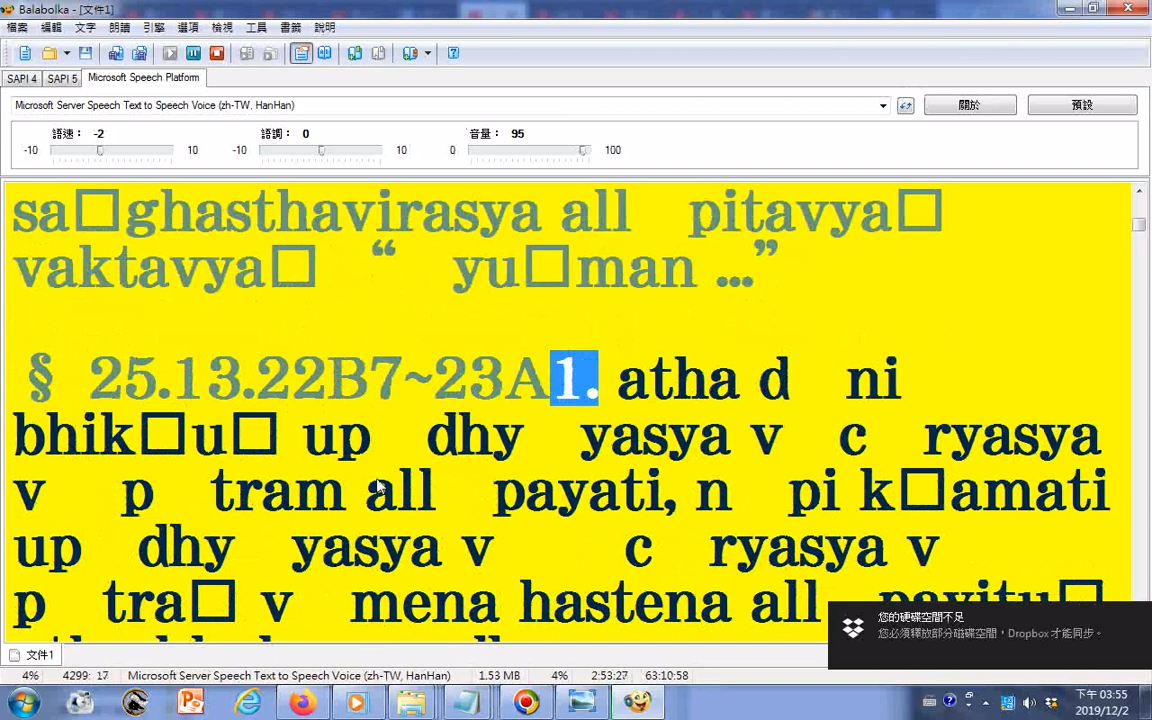 Balabolka - [文件1]
檔案 編輯 文字 朗讀 引擎 選項 檢視 工具 書籤 說明
SAPI 4 SAPI 5 Microsoft Speech Platform
Microsoft Server Speech Text to Speech Voice (zh-TW, HanHan) 關於 預設
語速： -2 語調： 0 音量： 95
-10 10 -10 10 0 100
sa□ghasthavirasya all pitavya□
vaktavya□ “ yu□man ...”
§ 25.13.22B7~23A1. atha d ni
bhik□u□ up dhy yasya v c ryasya
v p tram all payati, n pi k□amati
up dhy yasya v c ryasya v
p tra□ v mena hastena all payitu□
您的硬碟空間不足
您必須釋放部分磁碟空間，Dropbox 才能同步。
文件1
4% 4299: 17 Microsoft Server Speech Text to Speech Voice (zh-TW, HanHan) 1.53 MB 4% 2:53:27 63:10:58
下午 03:55
2019/12/2